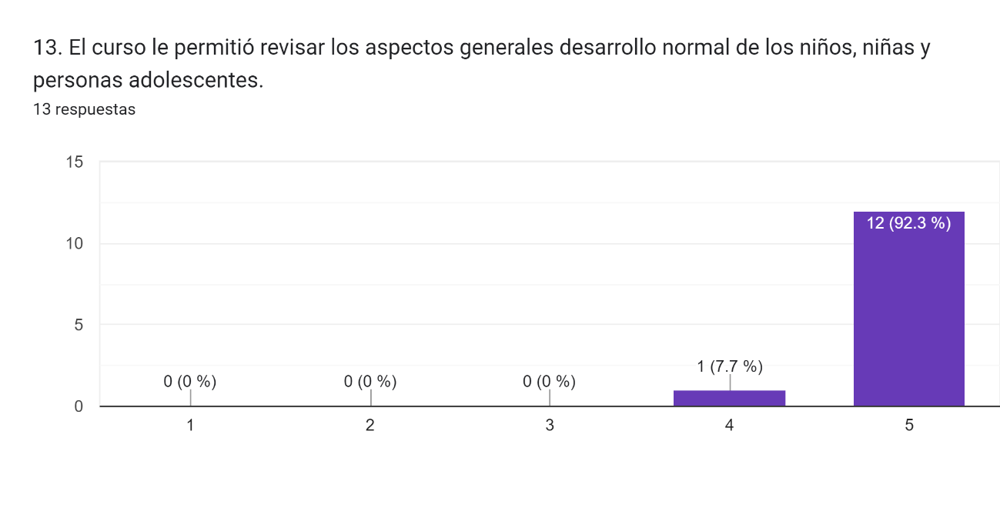 13. El curso le permitió revisar los aspectos generales desarrollo normal de los niños, niñas y
personas adolescentes.
13 respuestas
15
10
5
0
0 (0 %)
0 (0 %)
0 (0 %)
1 (7.7 %)
12 (92.3 %)
1
2
3
4
5